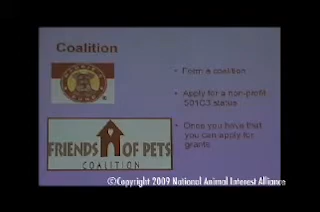 Coalition
• Form a coalition
• Apply for a non-profit
501C3 status
• Once you have that
you can apply for
grants
FRIENDS OF PETS
COALITION
©Copyright 2009 National Animal Interest Alliance